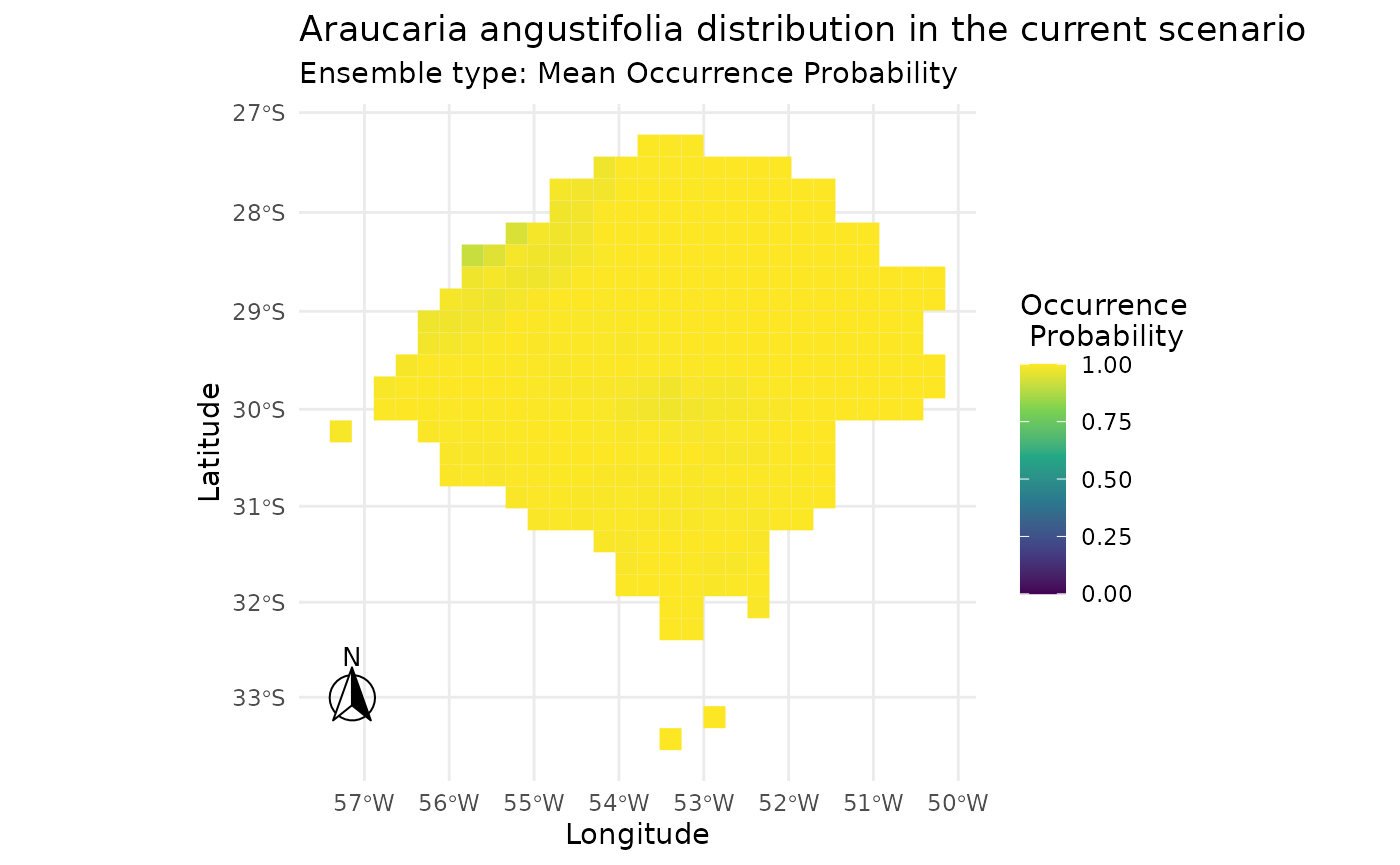 Araucaria angustifolia distribution in the current scenario
Ensemble type: Mean Occurrence Probability
27°S
28°S
29°S
30°S
31°S
32°S
33°S
Latitude
N
57°W 56°W 55°W 54°W 53°W 52°W 51°W 50°W
Longitude
Occurrence
Probability
1.00
0.75
0.50
0.25
0.00